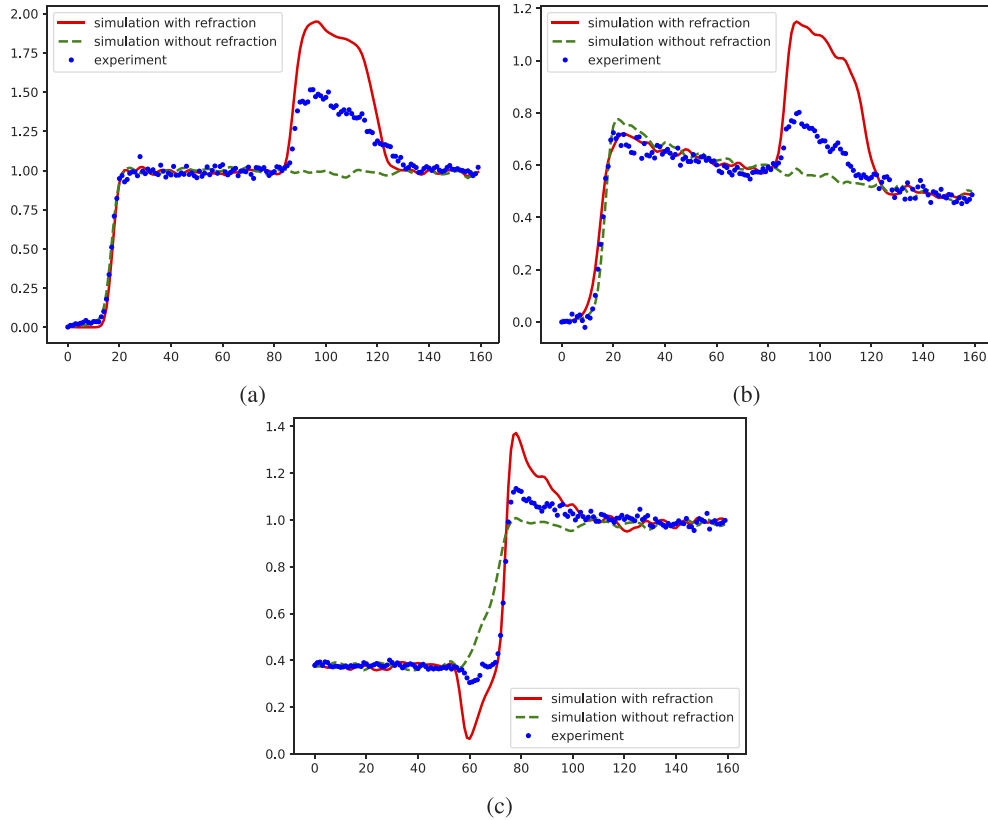 2.00
1.75
1.50
1.25
1.00
0.75
0.50
0.25
0.00
simulation with refraction
simulation without refraction
experiment
0 20 40 60 80 100 120 140 160
(a)
1.2
1.0
0.8
0.6
0.4
0.2
0.0
simulation with refraction
simulation without refraction
experiment
0 20 40 60 80 100 120 140 160
(b)
1.4
1.2
1.0
0.8
0.6
0.4
0.2
0.0
simulation with refraction
simulation without refraction
experiment
0 20 40 60 80 100 120 140 160
(c)